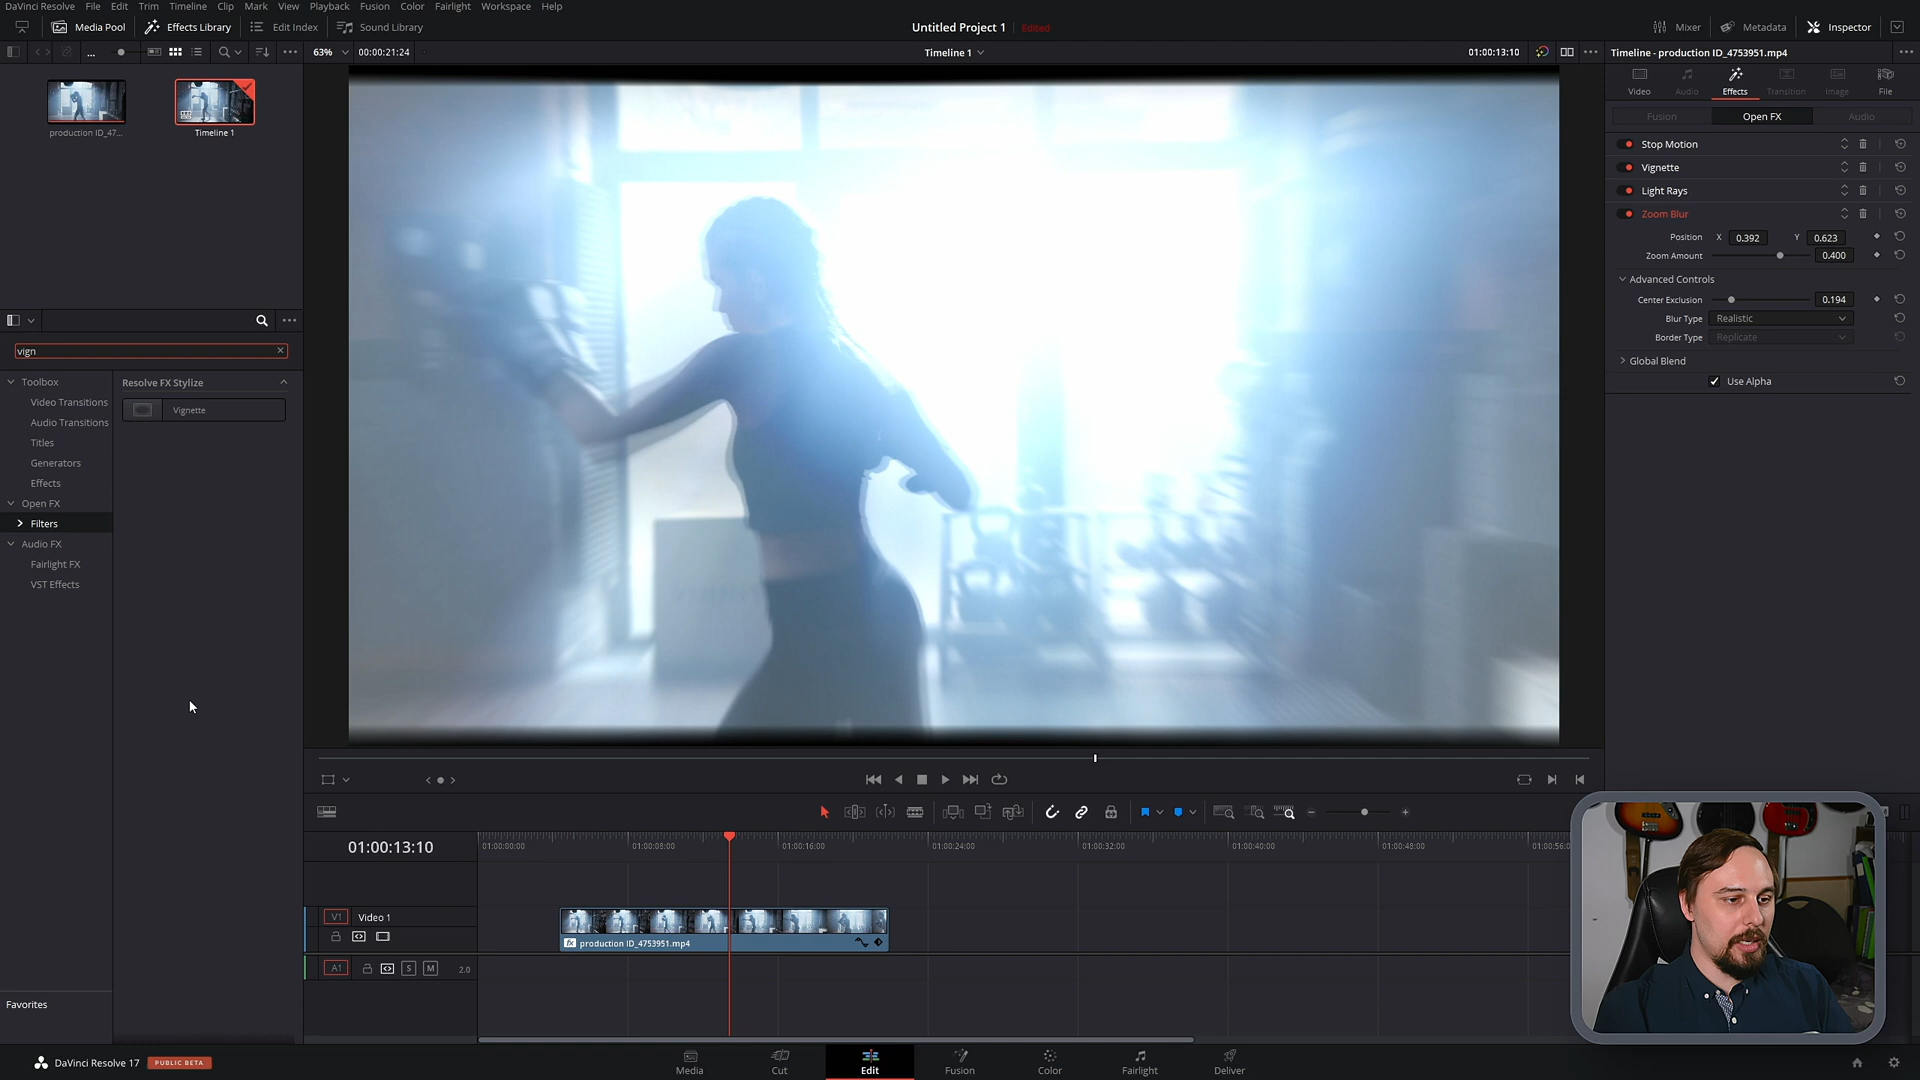 DaVinci Resolve File Edit Trim Timeline Clip Mark View Playback Fusion Color Fairlight Workspace Help
Media Pool Effects Library Edit Index Sound Library Untitled Project 1 Edited Mixer Metadata Inspector
63% 00:00:21:24 Timeline 1 01:00:13:10 Timeline - production ID_4753951.mp4
Video Audio Effects Transition Image File
Fusion Open FX Audio
production ID_47... Timeline 1
Stop Motion
Vignette
Light Rays
Zoom Blur
Position X 0.392 Y 0.623
Zoom Amount 0.400
Advanced Controls
Center Exclusion 0.194
Blur Type Realistic
Border Type Replicate
Global Blend
Use Alpha
vign
Toolbox
Video Transitions
Audio Transitions
Titles
Generators
Effects
Open FX
Filters
Audio FX
Fairlight FX
VST Effects
Resolve FX Stylize
Vignette
Favorites
01:00:13:10
01:00:00:00 01:00:08:00 01:00:16:00 01:00:24:00 01:00:32:00 01:00:40:00 01:00:48:00 01:00:56:0
V1 Video 1
fx production ID_4753951.mp4
A1 S M 2.0
DaVinci Resolve 17 PUBLIC BETA
Media Cut Edit Fusion Color Fairlight Deliver